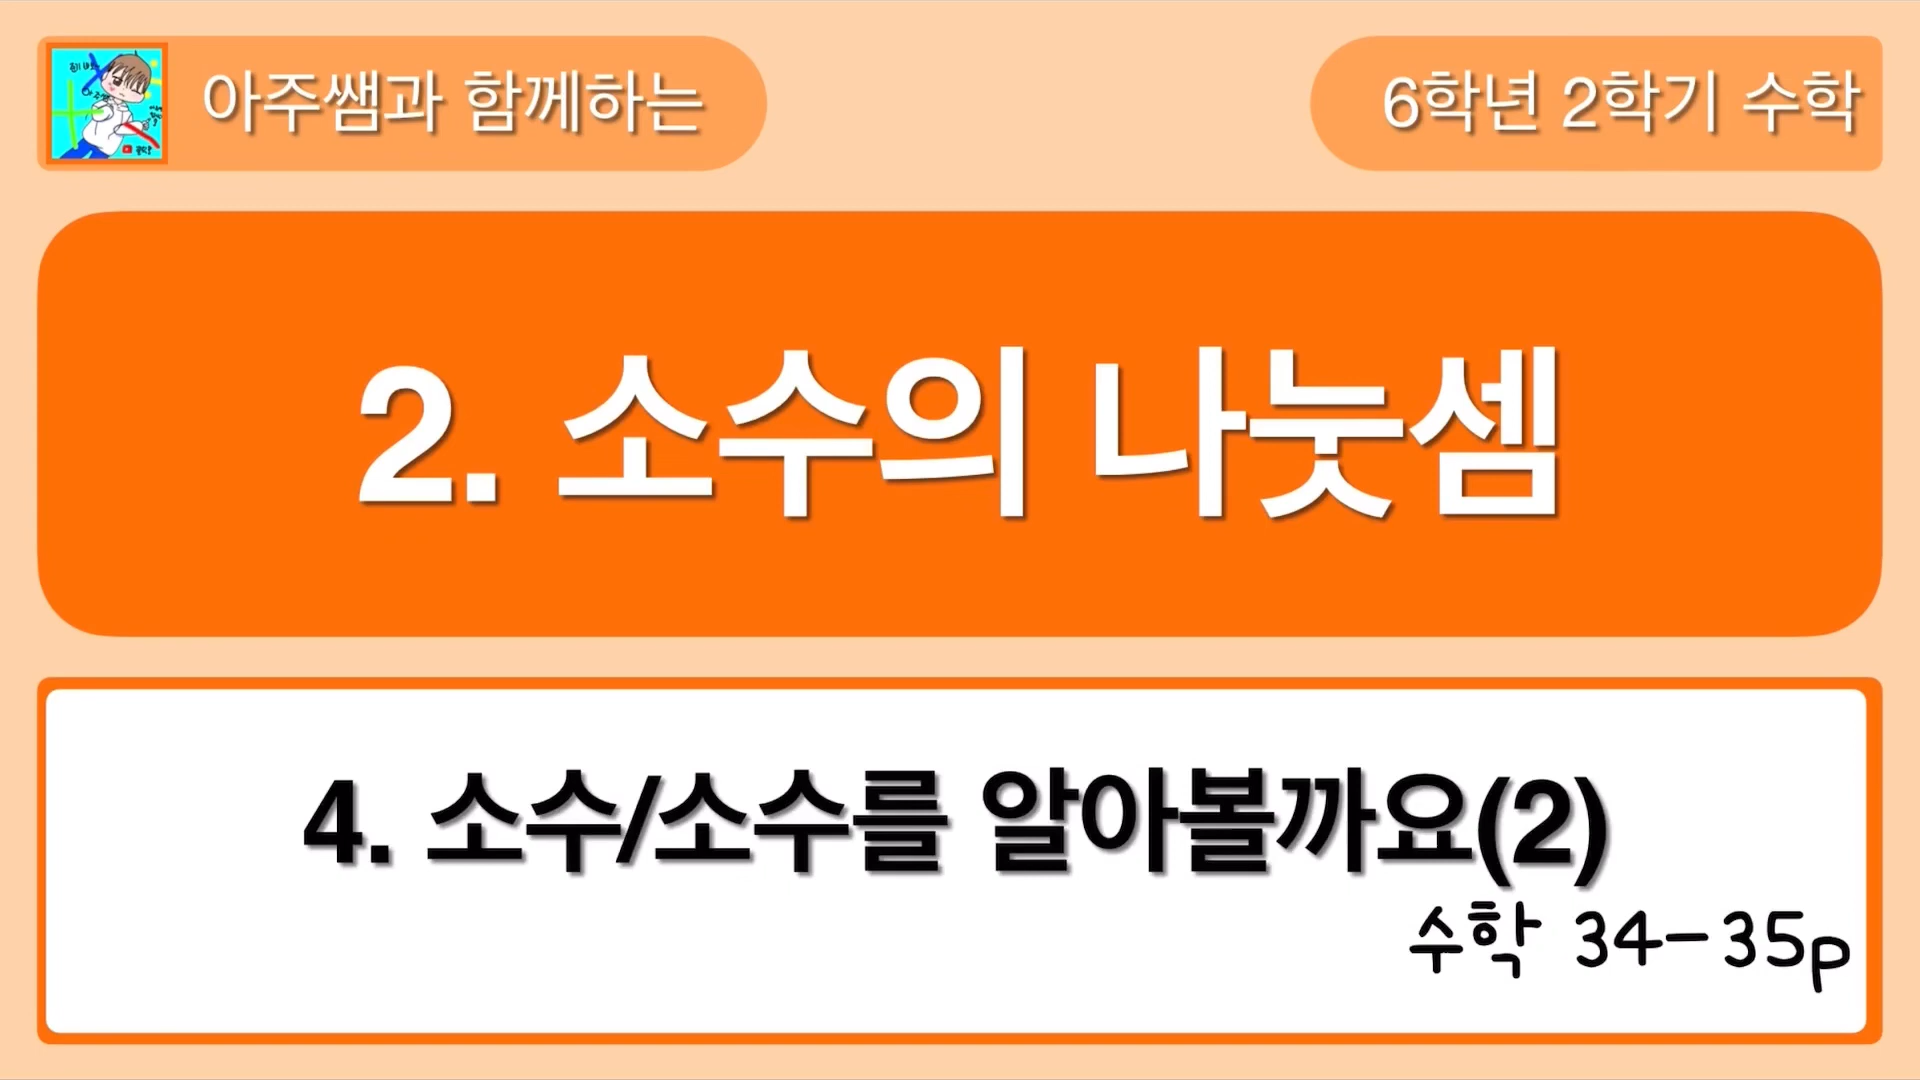 아주쌤과 함께하는
6학년 2학기 수학
2. 소수의 나눗셈
4. 소수/소수를 알아볼까요(2)
수학 34-35p